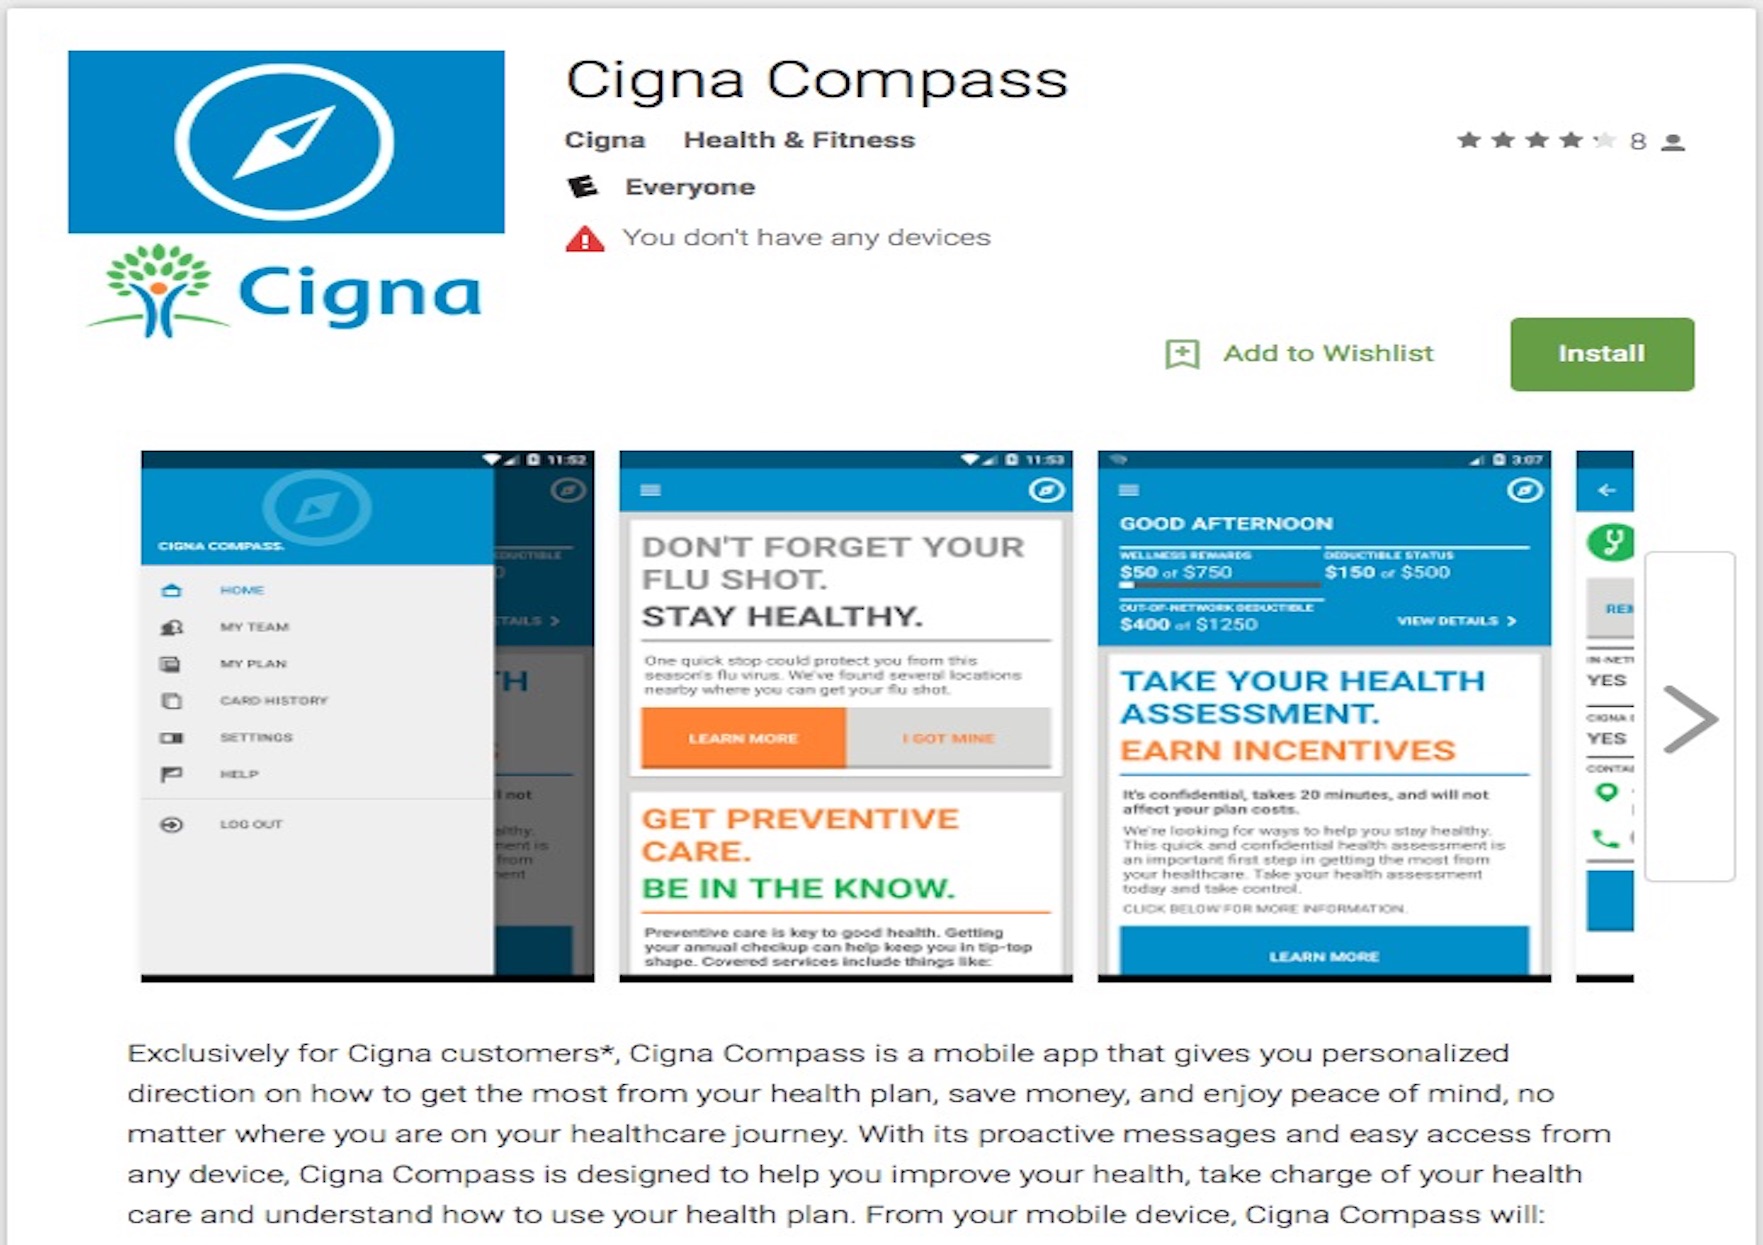 Cigna Compass
Cigna Health & Fitness
8
E Everyone
You don't have any devices
Cigna
Add to Wishlist
Install
11:52
CIGNA COMPASS.
HOME
MY TEAM
MY PLAN
CARD HISTORY
SETTINGS
HELP
LOG OUT
TAILS
TH
l not
althy.
ment is
from
ment
11:53
DON'T FORGET YOUR
FLU SHOT.
STAY HEALTHY.
One quick stop could protect you from this
season's flu virus. We've found several locations
nearby where you can get your flu shot.
LEARN MORE
I GOT MINE
GET PREVENTIVE
CARE.
BE IN THE KNOW.
Preventive care is key to good health. Getting
your annual checkup can help keep you in tip-top
shape. Covered services include things like:
3:07
GOOD AFTERNOON
WELLNESS REWARDS
$50 of $750
DEDUCTIBLE STATUS
$150 of $500
OUT-OF-NETWORK DEDUCTIBLE
$400 of $1250
VIEW DETAILS
TAKE YOUR HEALTH
ASSESSMENT.
EARN INCENTIVES
It's confidential, takes 20 minutes, and will not
affect your plan costs.
We're looking for ways to help you stay healthy.
This quick and confidential health assessment is
an important first step in getting the most from
your healthcare. Take your health assessment
today and take control.
CLICK BELOW FOR MORE INFORMATION.
LEARN MORE
REM
IN-NET
YES
CIGNA
YES
CONTA
Exclusively for Cigna customers*, Cigna Compass is a mobile app that gives you personalized
direction on how to get the most from your health plan, save money, and enjoy peace of mind, no
matter where you are on your healthcare journey. With its proactive messages and easy access from
any device, Cigna Compass is designed to help you improve your health, take charge of your health
care and understand how to use your health plan. From your mobile device, Cigna Compass will: